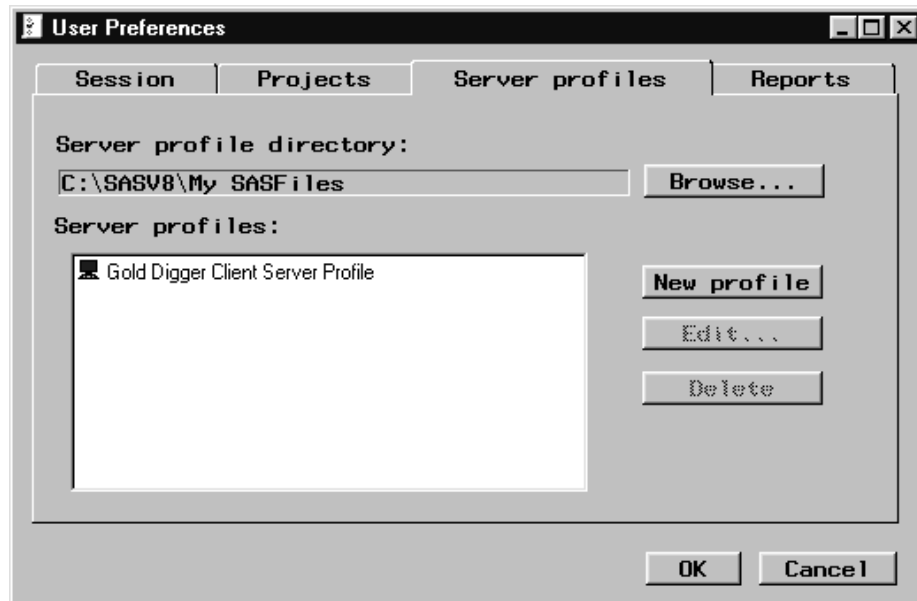 User Preferences
Session Projects Server profiles Reports
Server profile directory:
C:\SASV8\My SASFiles Browse...
Server profiles:
Gold Digger Client Server Profile
New profile
Edit...
Delete
OK Cancel